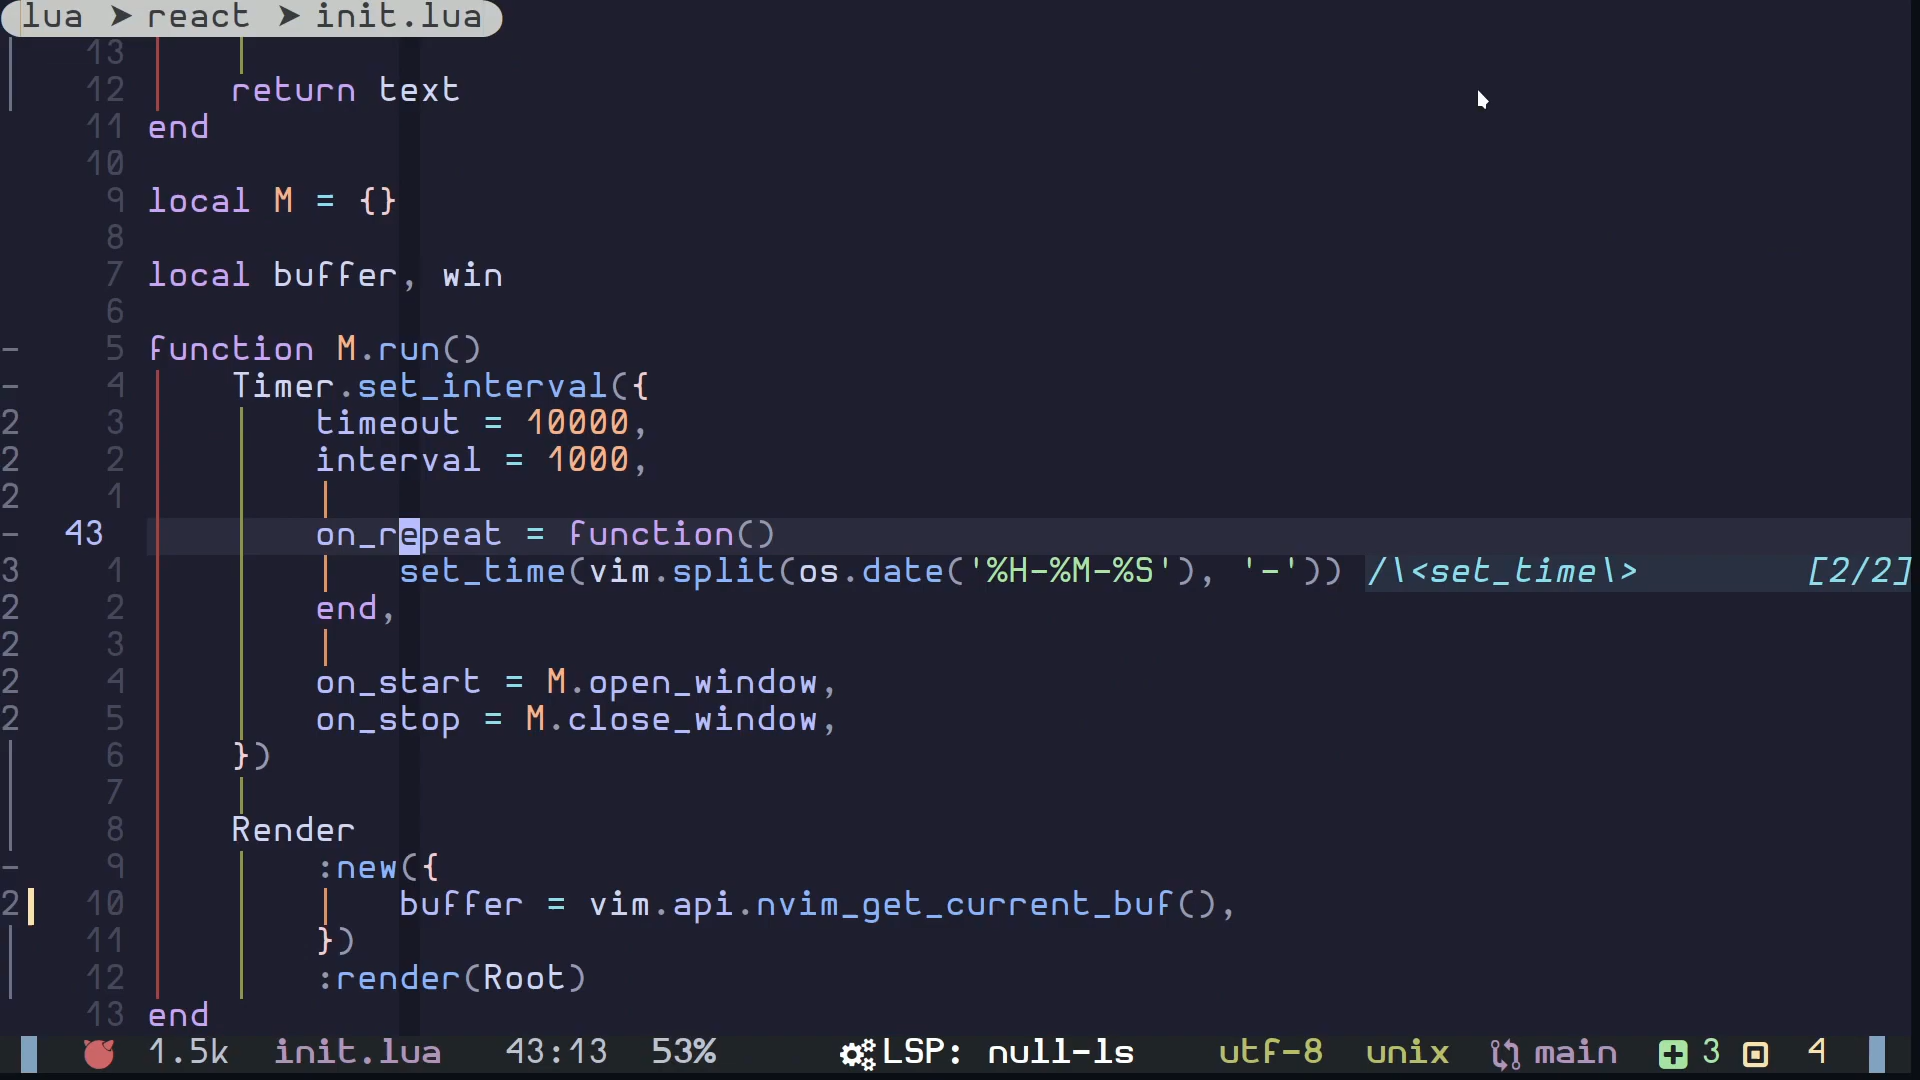 lua ➤ react ➤ init.lua
13
12 return text
11 end
10
9 local M = {}
8
7 local buffer, win
6
- 5 function M.run()
- 4 Timer.set_interval({
2 3 timeout = 10000,
2 2 interval = 1000,
2 1
- 43 on_repeat = function()
3 1 set_time(vim.split(os.date('%H-%M-%S'), '-')) /\<set_time\> [2/2]
2 2 end,
2 3
2 4 on_start = M.open_window,
2 5 on_stop = M.close_window,
6 })
7
8 Render
- 9 :new({
2 10 buffer = vim.api.nvim_get_current_buf(),
11 })
12 :render(Root)
13 end
1.5k init.lua 43:13 53% LSP: null-ls utf-8 unix main 3 4